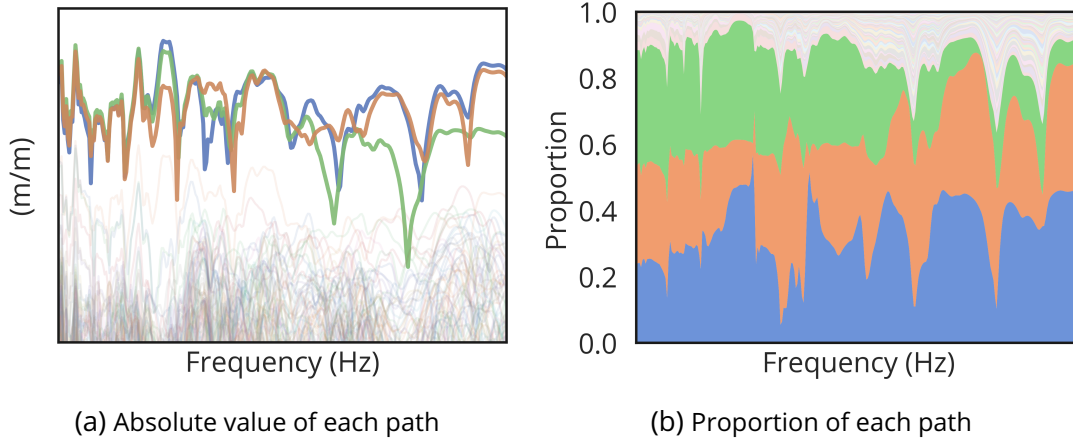 (m/m)
Frequency (Hz)
(a) Absolute value of each path
1.0
0.8
0.6
0.4
0.2
0.0
Proportion
Frequency (Hz)
(b) Proportion of each path